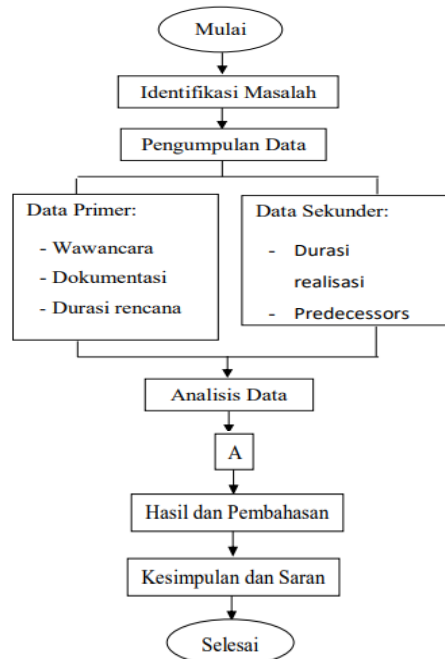 Mulai
Identifikasi Masalah
Pengumpulan Data
Data Primer:
- Wawancara
- Dokumentasi
- Durasi rencana
Data Sekunder:
- Durasi
realisasi
- Predecessors
Analisis Data
A
Hasil dan Pembahasan
Kesimpulan dan Saran
Selesai